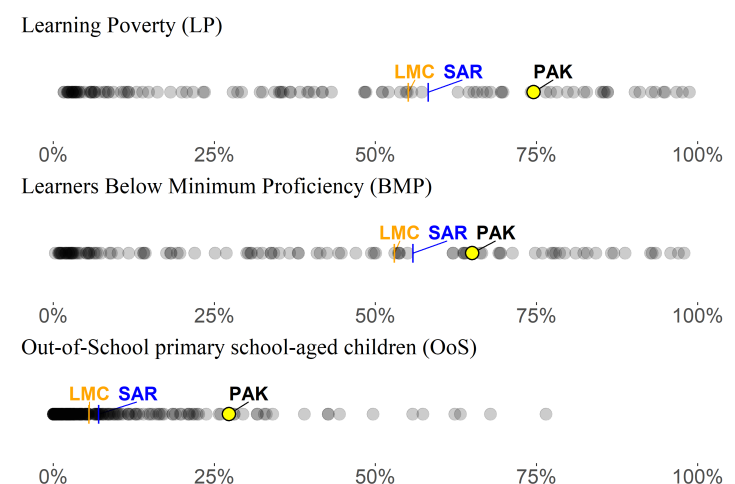 Learning Poverty (LP)
LMC SAR PAK
0% 25% 50% 75% 100%
Learners Below Minimum Proficiency (BMP)
LMC SAR PAK
0% 25% 50% 75% 100%
Out-of-School primary school-aged children (OoS)
LMC SAR PAK
0% 25% 50% 75% 100%